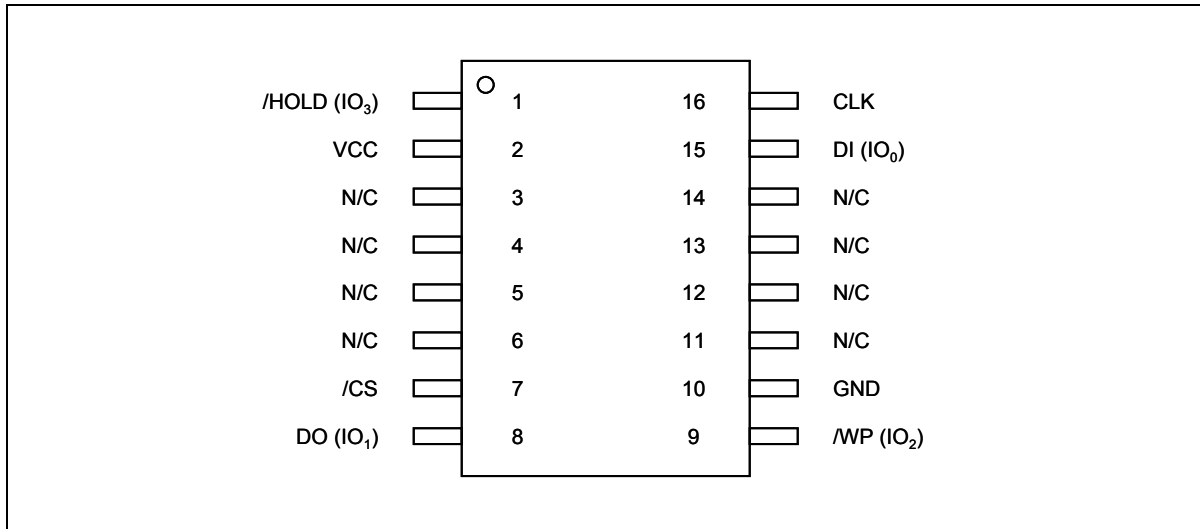 /HOLD (IO₃) 1 16 CLK
VCC 2 15 DI (IO₀)
N/C 3 14 N/C
N/C 4 13 N/C
N/C 5 12 N/C
N/C 6 11 N/C
/CS 7 10 GND
DO (IO₁) 8 9 /WP (IO₂)